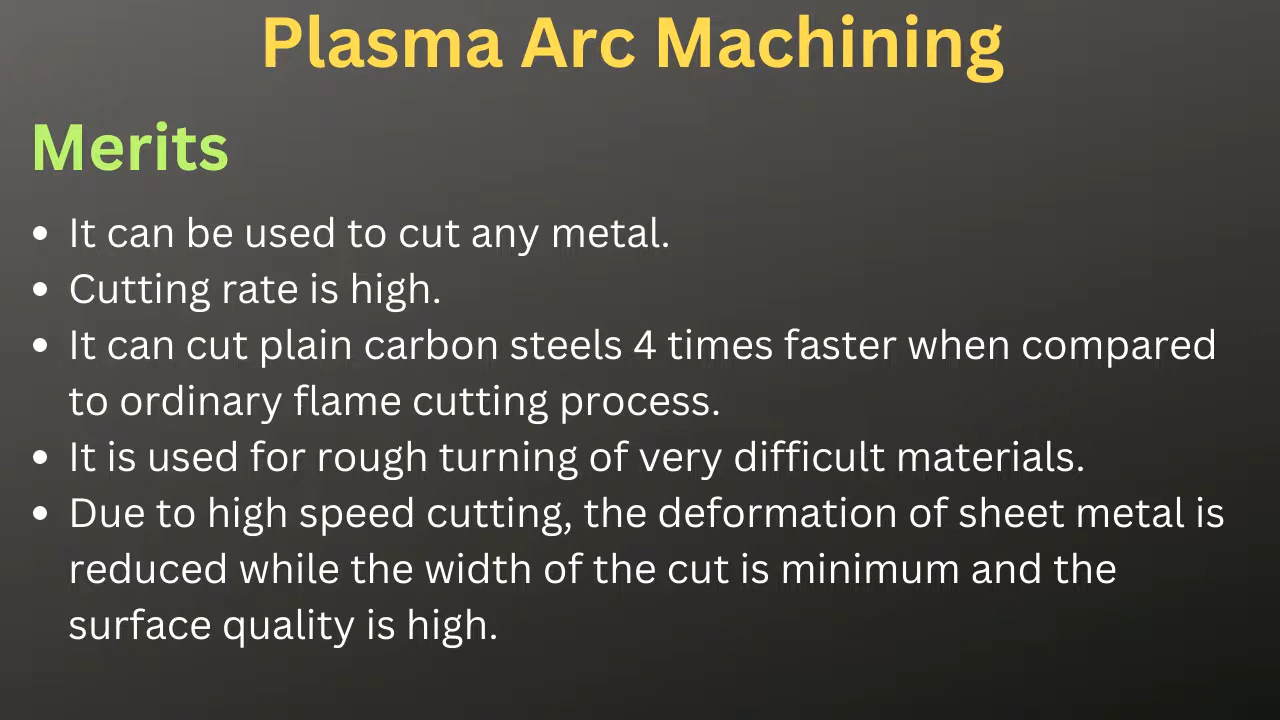 Plasma Arc Machining
Merits
• It can be used to cut any metal.
• Cutting rate is high.
• It can cut plain carbon steels 4 times faster when compared
to ordinary flame cutting process.
• It is used for rough turning of very difficult materials.
• Due to high speed cutting, the deformation of sheet metal is
reduced while the width of the cut is minimum and the
surface quality is high.